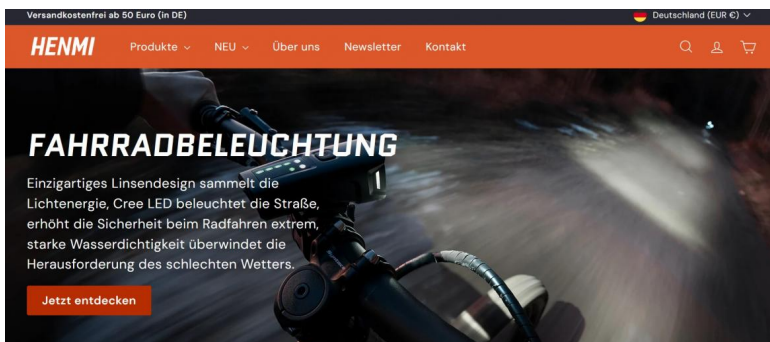 Versandkostenfrei ab 50 Euro (in DE)
Deutschland (EUR €)
HENMI
Produkte
NEU
Über uns
Newsletter
Kontakt
FAHRRADBELEUCHTUNG
Einzigartiges Linsendesign sammelt die
Lichtenergie, Cree LED beleuchtet die Straße,
erhöht die Sicherheit beim Radfahren extrem,
starke Wasserdichtigkeit überwindet die
Herausforderung des schlechten Wetters.
Jetzt entdecken